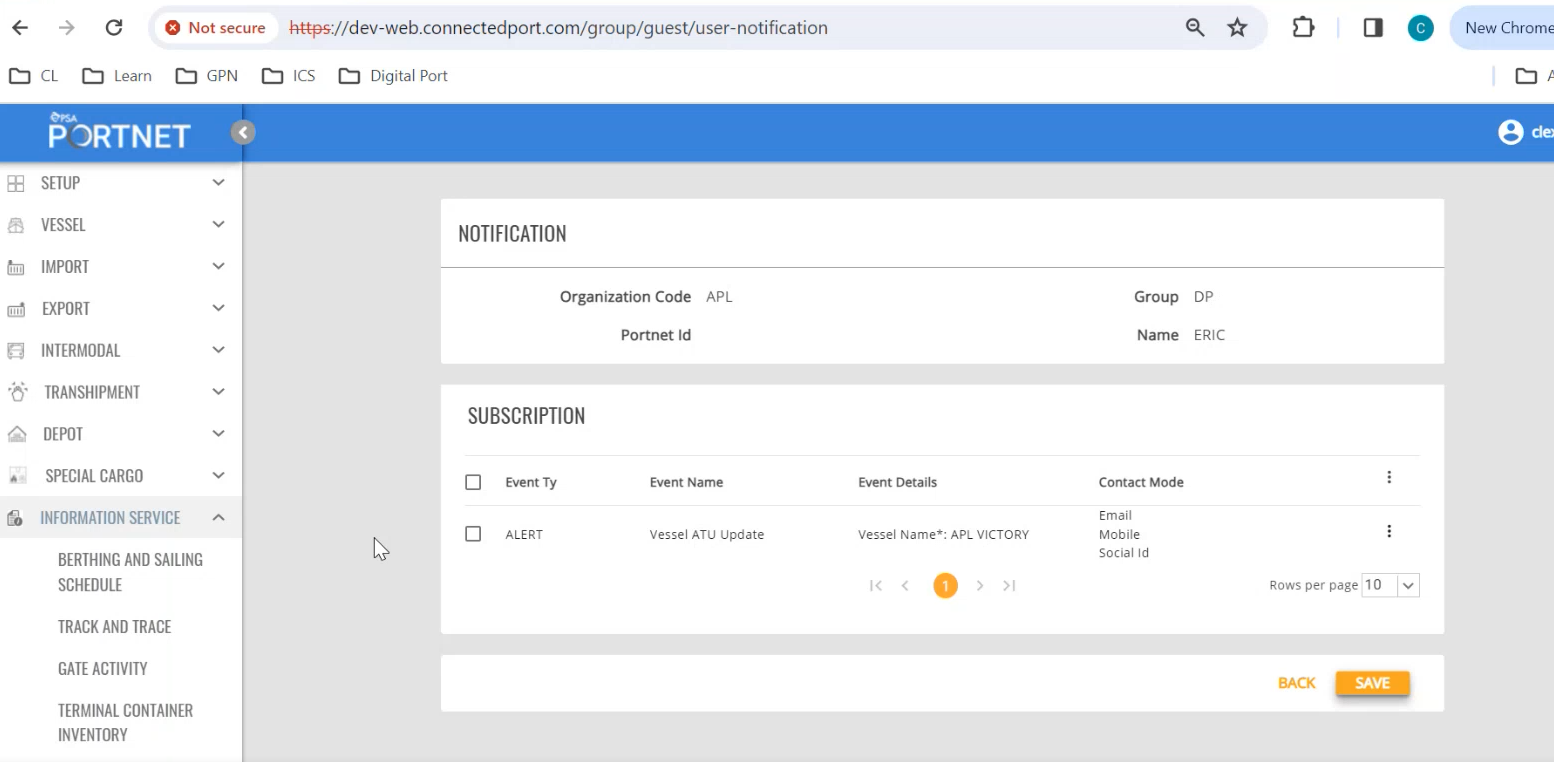 Not secure https://dev-web.connectedport.com/group/guest/user-notification C New Chrome
CL Learn GPN ICS Digital Port A
PSA
PORTNET
clex
SETUP
VESSEL
IMPORT
EXPORT
INTERMODAL
TRANSHIPMENT
DEPOT
SPECIAL CARGO
INFORMATION SERVICE
BERTHING AND SAILING
SCHEDULE
TRACK AND TRACE
GATE ACTIVITY
TERMINAL CONTAINER
INVENTORY
NOTIFICATION
Organization Code APL Group DP
Portnet Id Name ERIC
SUBSCRIPTION
Event Ty Event Name Event Details Contact Mode
Email
ALERT Vessel ATU Update Vessel Name*: APL VICTORY Mobile
Social Id
1 Rows per page 10
BACK SAVE